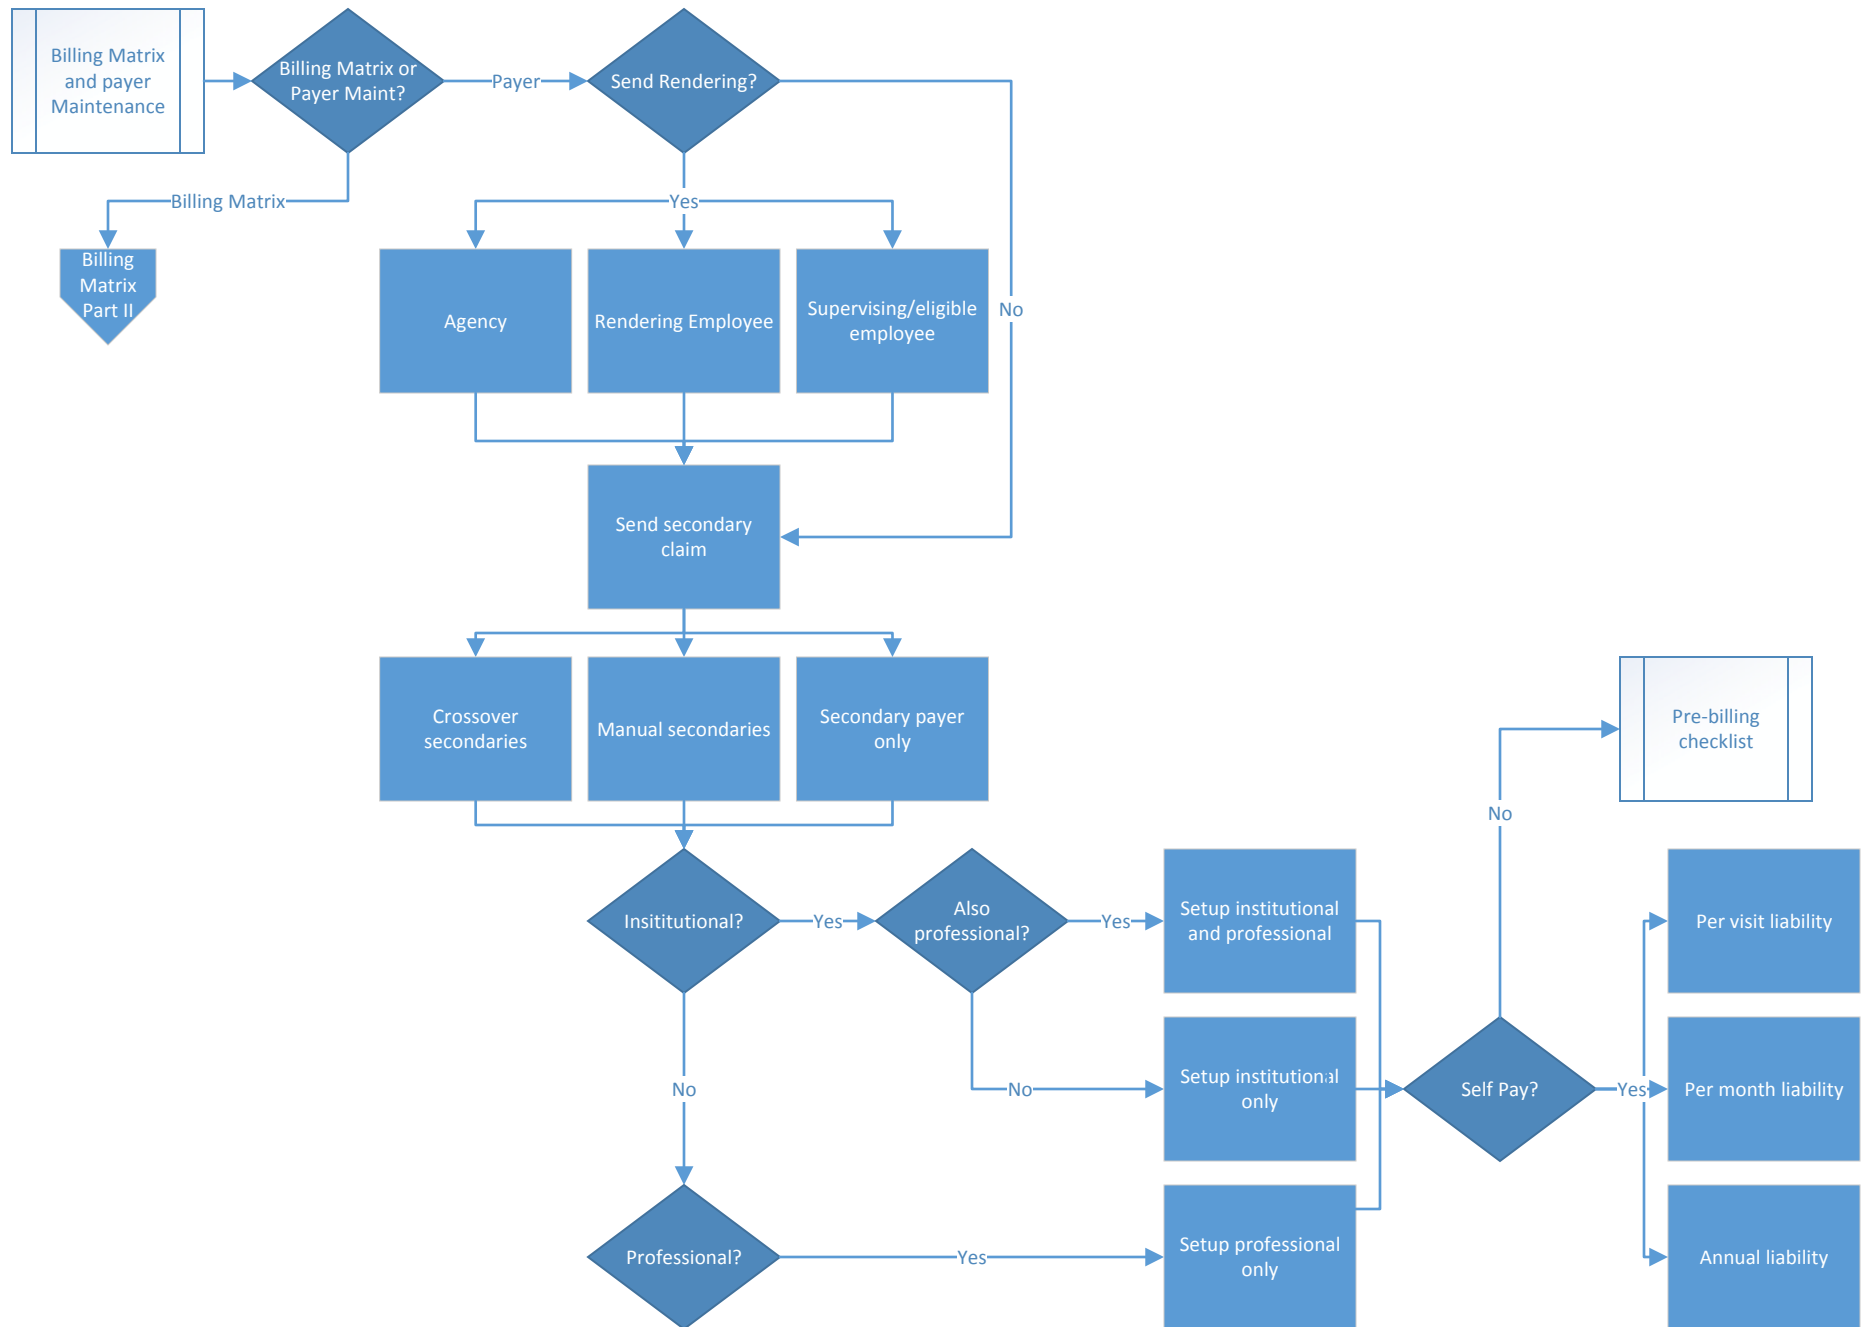 Billing Matrix
and payer
Maintenance
Billing Matrix or
Payer Maint?
Payer
Send Rendering?
Billing Matrix
Yes
No
Billing
Matrix
Part II
Agency
Rendering Employee
Supervising/eligible
employee
Send secondary
claim
Crossover
secondaries
Manual secondaries
Secondary payer
only
Pre-billing
checklist
No
Insititutional?
Yes
Also
professional?
Yes
Setup institutional
and professional
Per visit liability
No
No
Setup institutional
only
Self Pay?
Yes
Per month liability
Professional?
Yes
Setup professional
only
Annual liability